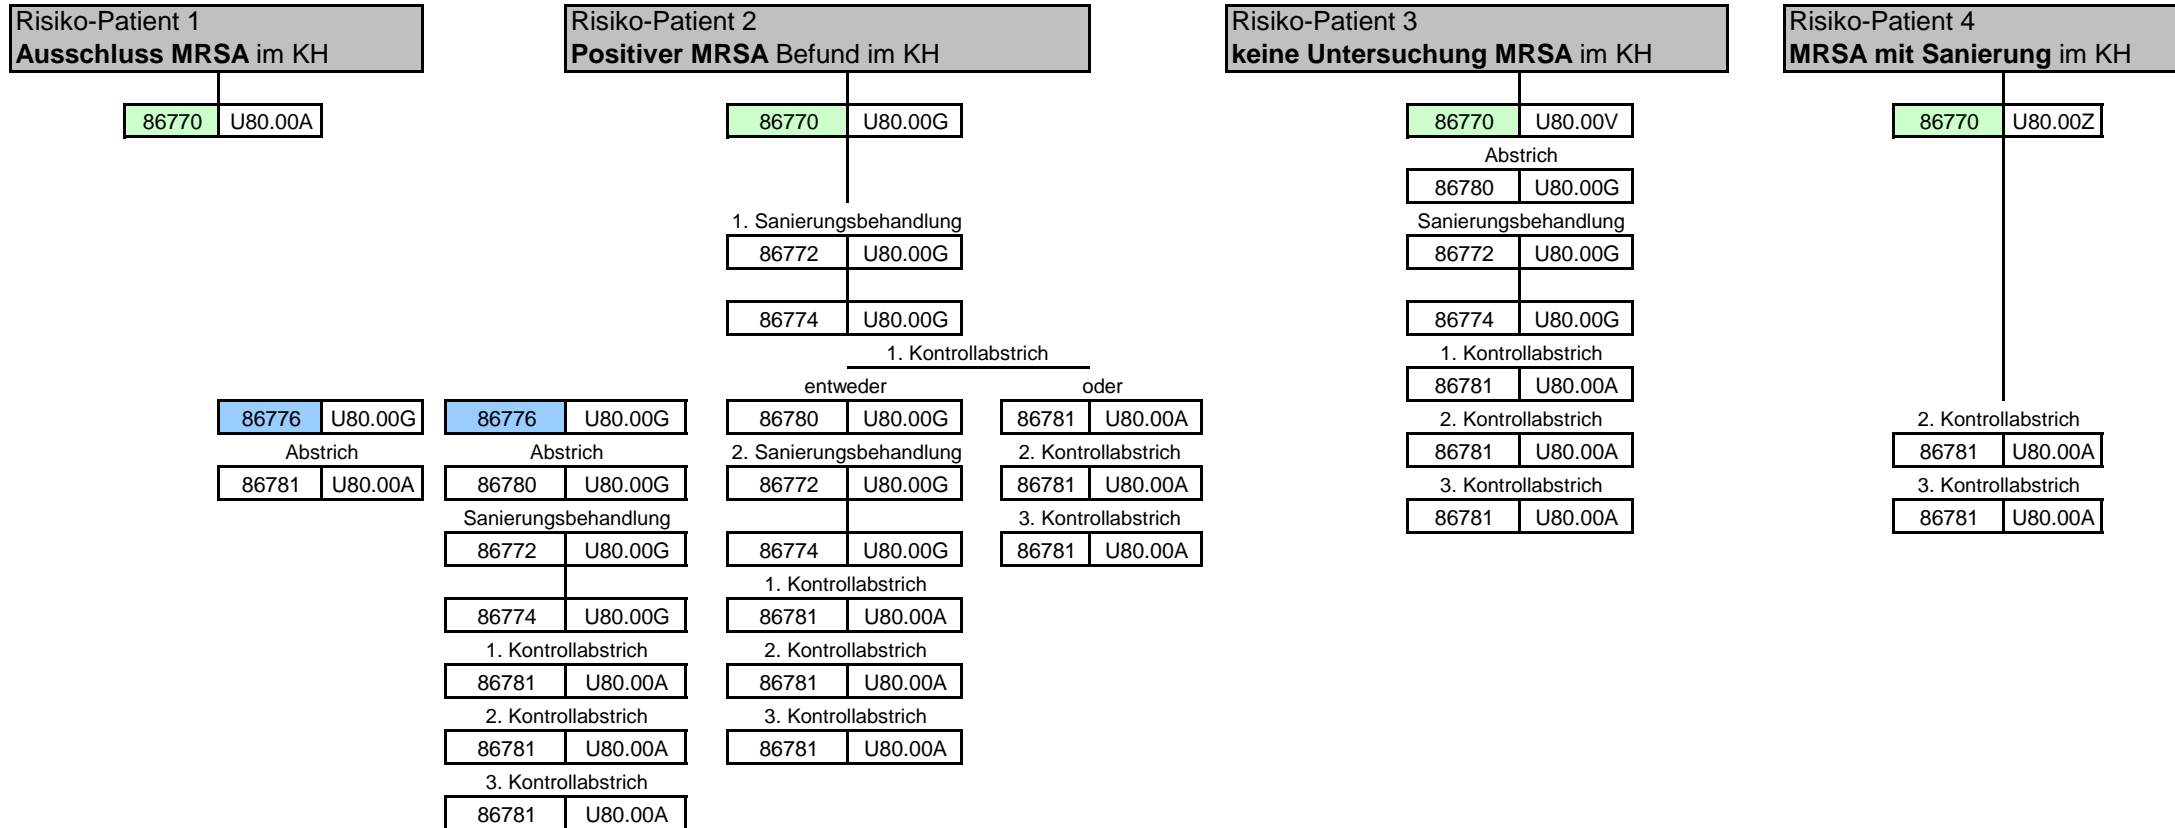 Risiko-Patient 1
Ausschluss MRSA im KH
86770 U80.00A
Risiko-Patient 2
Positiver MRSA Befund im KH
86770 U80.00G
1. Sanierungsbehandlung
86772 U80.00G
86774 U80.00G
1. Kontrollabstrich
entweder
86780 U80.00G
2. Sanierungsbehandlung
86772 U80.00G
86774 U80.00G
1. Kontrollabstrich
86781 U80.00A
2. Kontrollabstrich
86781 U80.00A
3. Kontrollabstrich
86781 U80.00A
oder
86781 U80.00A
2. Kontrollabstrich
86781 U80.00A
3. Kontrollabstrich
86781 U80.00A
86776 U80.00G
Abstrich
86781 U80.00A
86776 U80.00G
Abstrich
86780 U80.00G
Sanierungsbehandlung
86772 U80.00G
86774 U80.00G
1. Kontrollabstrich
86781 U80.00A
2. Kontrollabstrich
86781 U80.00A
3. Kontrollabstrich
86781 U80.00A
Risiko-Patient 3
keine Untersuchung MRSA im KH
86770 U80.00V
Abstrich
86780 U80.00G
Sanierungsbehandlung
86772 U80.00G
86774 U80.00G
1. Kontrollabstrich
86781 U80.00A
2. Kontrollabstrich
86781 U80.00A
3. Kontrollabstrich
86781 U80.00A
Risiko-Patient 4
MRSA mit Sanierung im KH
86770 U80.00Z
2. Kontrollabstrich
86781 U80.00A
3. Kontrollabstrich
86781 U80.00A